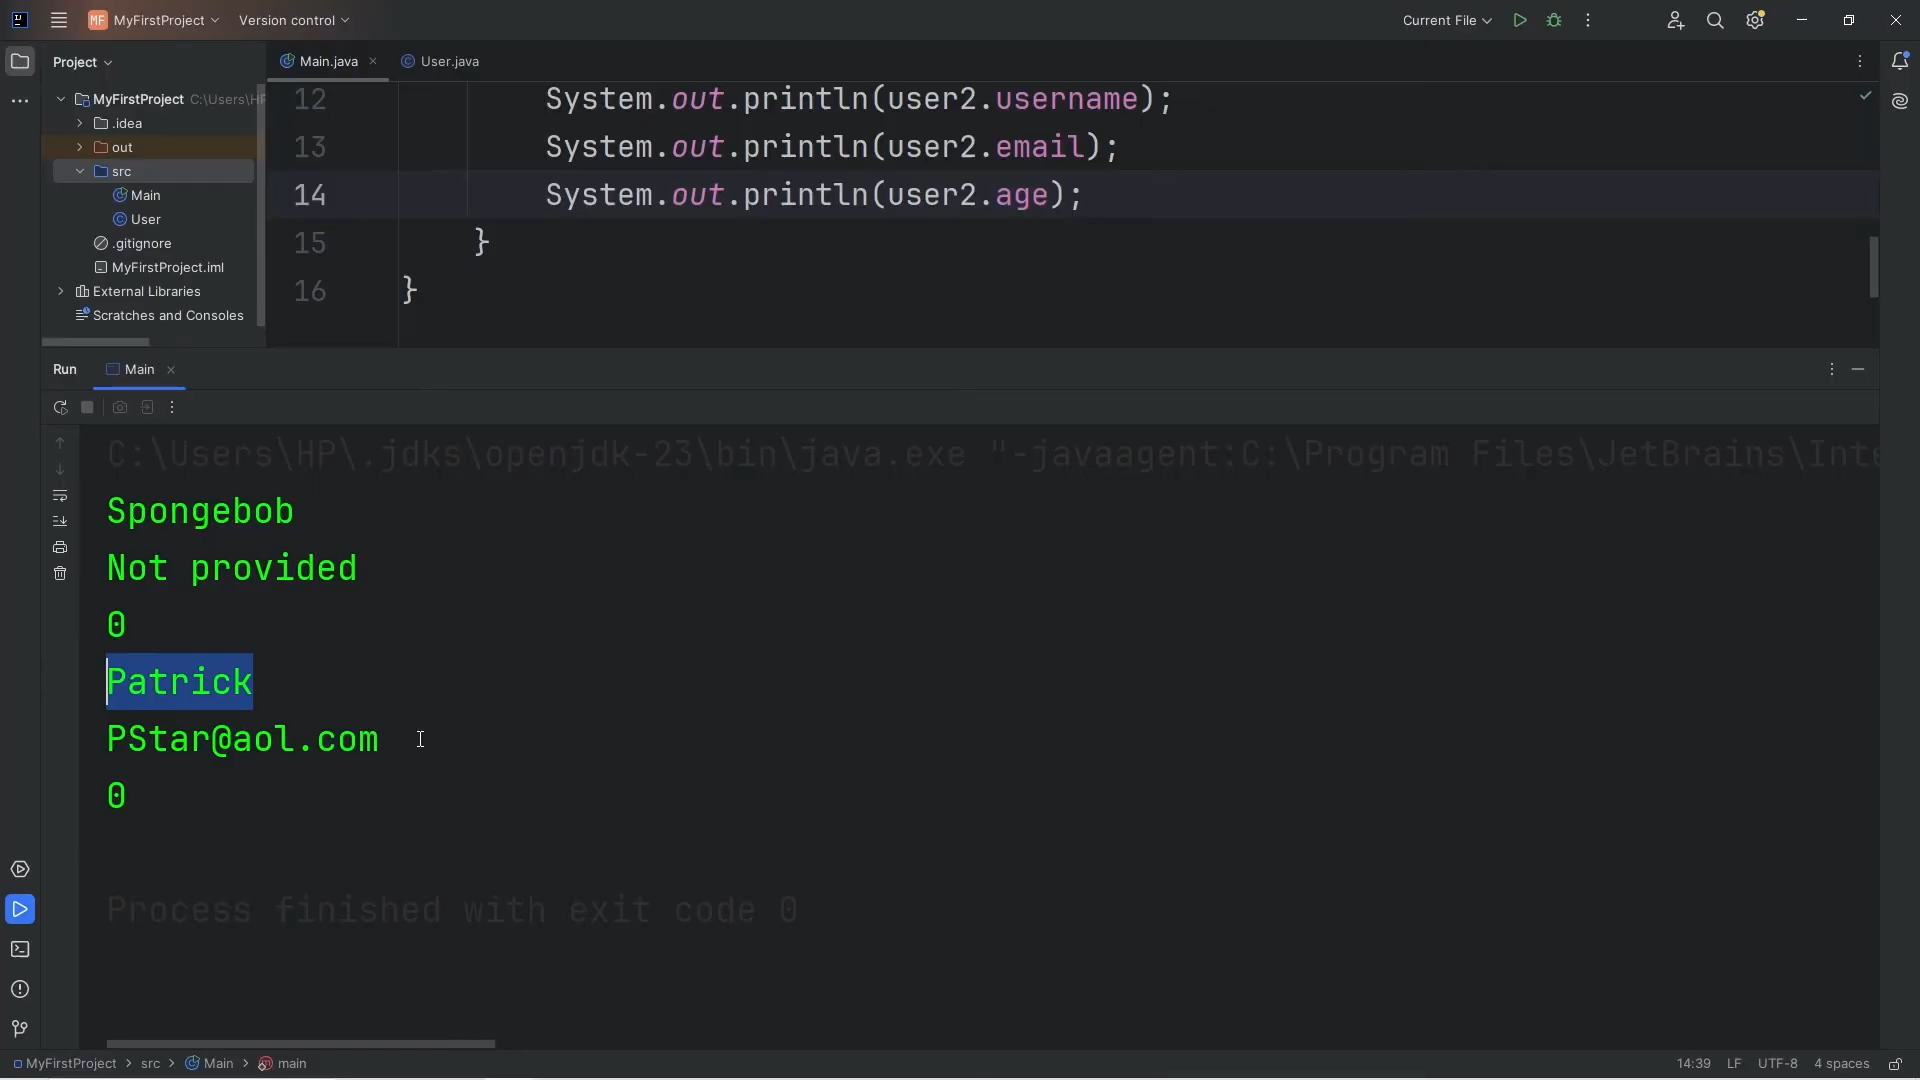 MF MyFirstProject Version control Current File
Project
Main.java User.java
MyFirstProject C:\Users\HP
.idea
out
src
Main
User
.gitignore
MyFirstProject.iml
External Libraries
Scratches and Consoles
12 System.out.println(user2.username);
13 System.out.println(user2.email);
14 System.out.println(user2.age);
15 }
16 }
Run Main
C:\Users\HP\.jdks\openjdk-23\bin\java.exe "-javaagent:C:\Program Files\JetBrains\Inte
Spongebob
Not provided
0
Patrick
PStar@aol.com
0
Process finished with exit code 0
MyFirstProject > src > Main > main 14:39 LF UTF-8 4 spaces